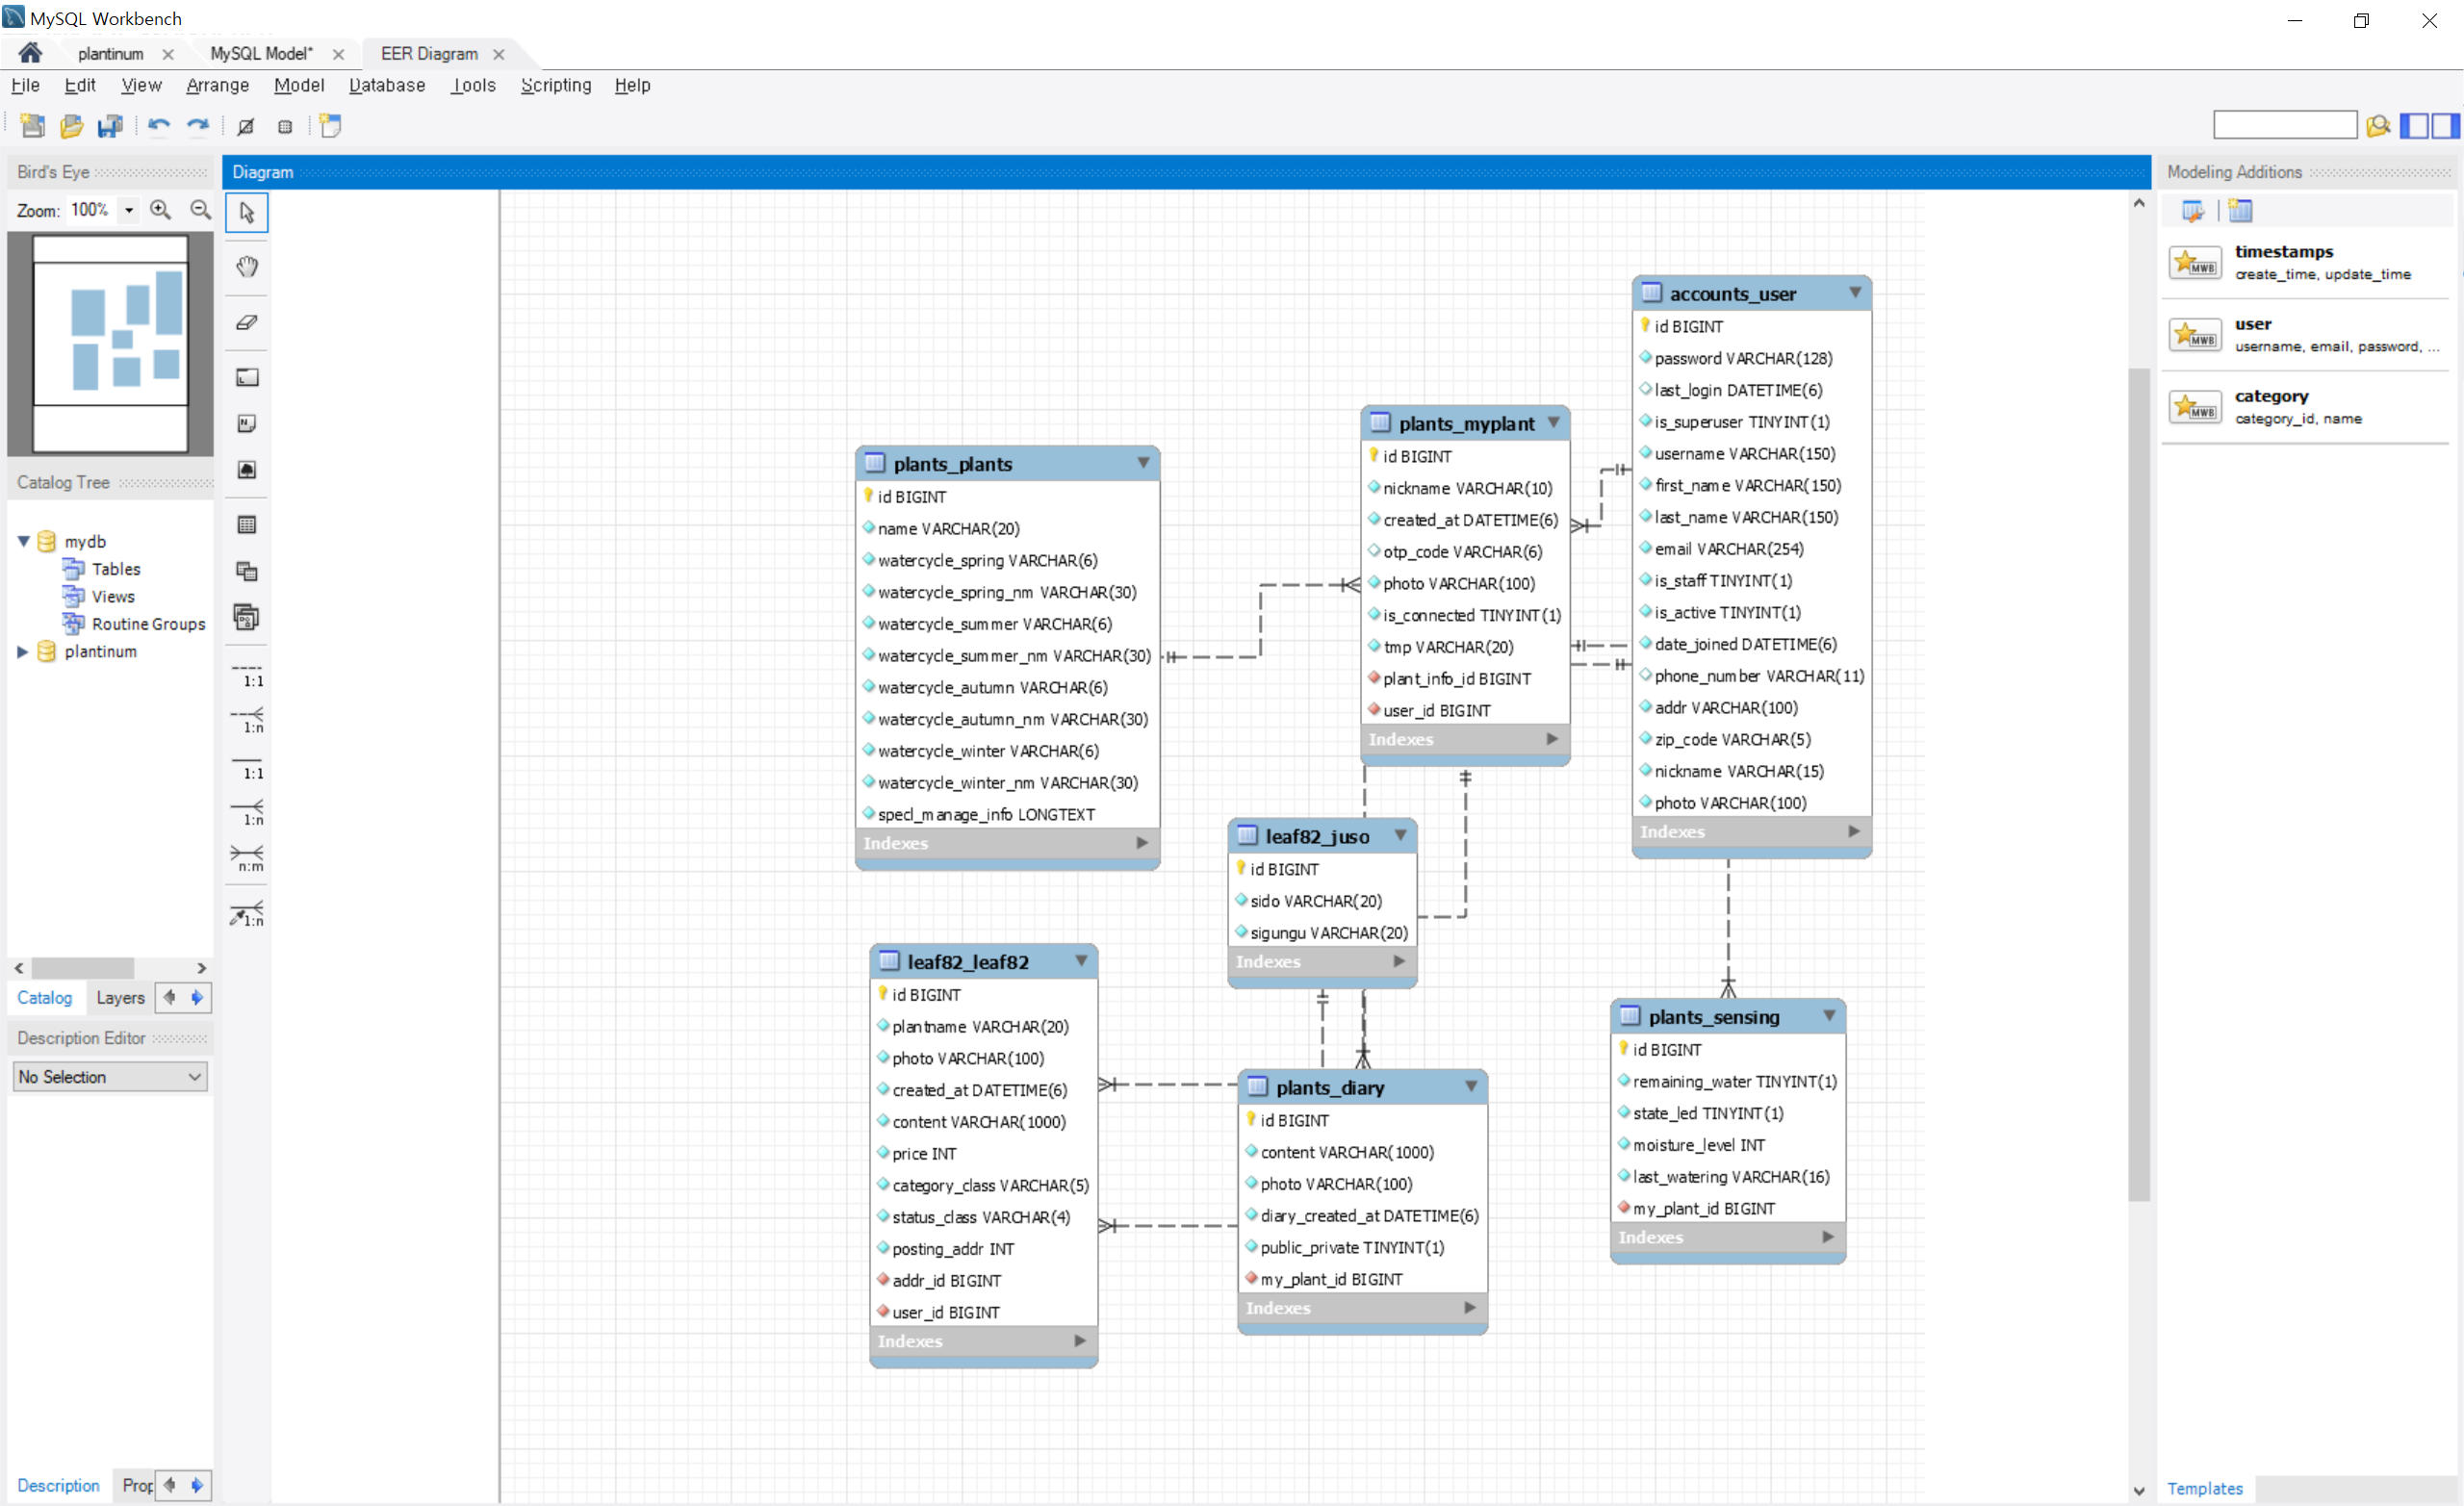 MySQL Workbench
plantinum
MySQL Model*
EER Diagram
File Edit View Arrange Model Database Tools Scripting Help
Bird's Eye
Zoom: 100%
Catalog Tree
mydb
Tables
Views
Routine Groups
plantinum
Catalog Layers
Description Editor
No Selection
Description Prop
Diagram
1:1
1:n
1:1
1:n
n:m
1:n
plants_plants
id BIGINT
name VARCHAR(20)
watercycle_spring VARCHAR(6)
watercycle_spring_nm VARCHAR(30)
watercycle_summer VARCHAR(6)
watercycle_summer_nm VARCHAR(30)
watercycle_autumn VARCHAR(6)
watercycle_autumn_nm VARCHAR(30)
watercycle_winter VARCHAR(6)
watercycle_winter_nm VARCHAR(30)
specl_manage_info LONGTEXT
Indexes
plants_myplant
id BIGINT
nickname VARCHAR(10)
created_at DATETIME(6)
otp_code VARCHAR(6)
photo VARCHAR(100)
is_connected TINYINT(1)
tmp VARCHAR(20)
plant_info_id BIGINT
user_id BIGINT
Indexes
accounts_user
id BIGINT
password VARCHAR(128)
last_login DATETIME(6)
is_superuser TINYINT(1)
username VARCHAR(150)
first_name VARCHAR(150)
last_name VARCHAR(150)
email VARCHAR(254)
is_staff TINYINT(1)
is_active TINYINT(1)
date_joined DATETIME(6)
phone_number VARCHAR(11)
addr VARCHAR(100)
zip_code VARCHAR(5)
nickname VARCHAR(15)
photo VARCHAR(100)
Indexes
leaf82_juso
id BIGINT
sido VARCHAR(20)
sigungu VARCHAR(20)
Indexes
leaf82_leaf82
id BIGINT
plantname VARCHAR(20)
photo VARCHAR(100)
created_at DATETIME(6)
content VARCHAR(1000)
price INT
category_class VARCHAR(5)
status_class VARCHAR(4)
posting_addr INT
addr_id BIGINT
user_id BIGINT
Indexes
plants_diary
id BIGINT
content VARCHAR(1000)
photo VARCHAR(100)
diary_created_at DATETIME(6)
public_private TINYINT(1)
my_plant_id BIGINT
Indexes
plants_sensing
id BIGINT
remaining_water TINYINT(1)
state_led TINYINT(1)
moisture_level INT
last_watering VARCHAR(16)
my_plant_id BIGINT
Indexes
Modeling Additions
MWB
timestamps
create_time, update_time
MWB
user
username, email, password, ...
MWB
category
category_id, name
Templates